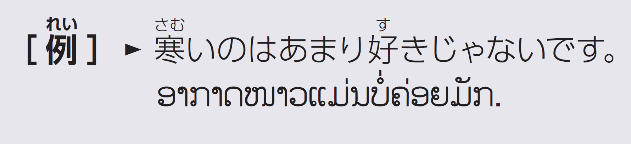 [例] ► 寒いのはあまり好きじゃないです。
ອາກາດໜາວແມ່ນບໍ່ຄ່ອຍມັກ.